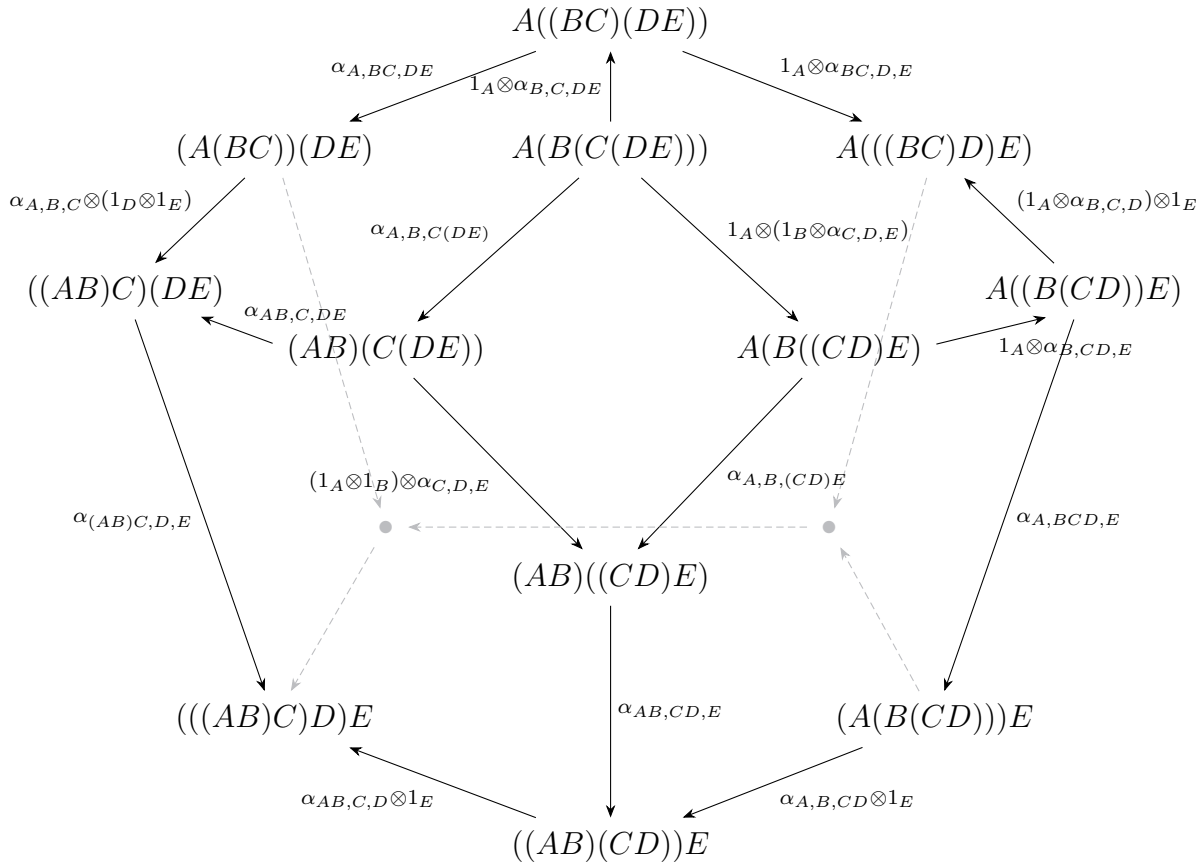 A((BC)(DE))
α_{A,BC,DE}
1_A⊗α_{B,C,DE}
1_A⊗α_{BC,D,E}
(A(BC))(DE)
A(B(C(DE)))
A(((BC)D)E)
α_{A,B,C}⊗(1_D⊗1_E)
α_{A,B,C(DE)}
1_A⊗(1_B⊗α_{C,D,E})
(1_A⊗α_{B,C,D})⊗1_E
((AB)C)(DE)
A((B(CD))E)
α_{AB,C,DE}
(AB)(C(DE))
A(B((CD)E)
1_A⊗α_{B,CD,E}
(1_A⊗1_B)⊗α_{C,D,E}
α_{A,B,(CD)E}
α_{(AB)C,D,E}
α_{A,BCD,E}
(AB)((CD)E)
(((AB)C)D)E
α_{AB,CD,E}
(A(B(CD)))E
α_{AB,C,D}⊗1_E
α_{A,B,CD}⊗1_E
((AB)(CD))E